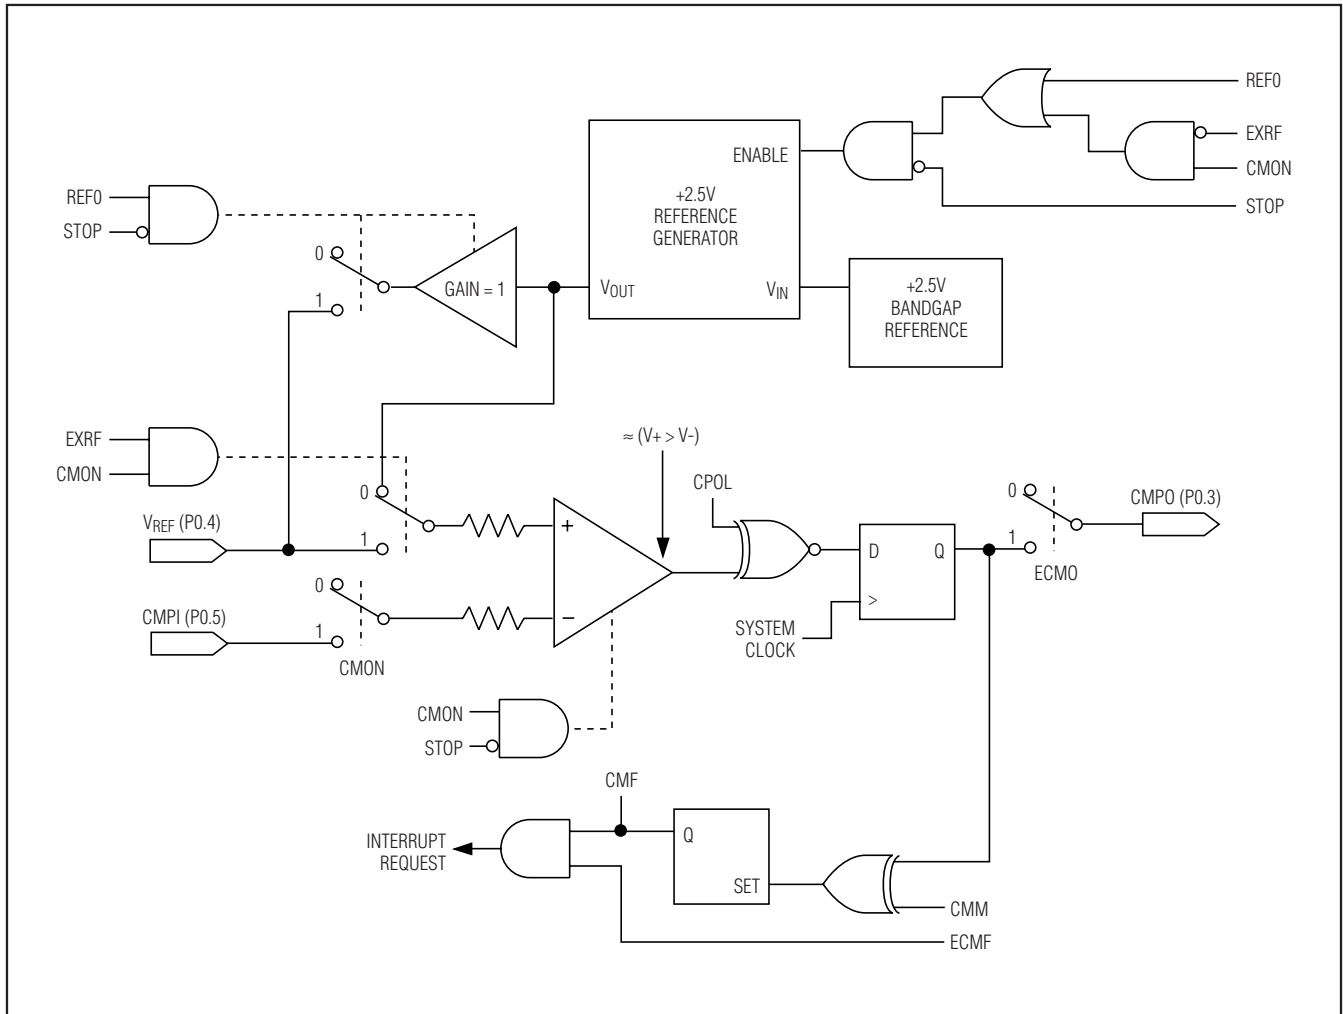 REF0
EXRF
CMON
STOP
ENABLE
+2.5V
REFERENCE
GENERATOR
VOUT
VIN
+2.5V
BANDGAP
REFERENCE
REF0
STOP
0
1
GAIN = 1
EXRF
CMON
VREF (P0.4)
0
1
CMPI (P0.5)
0
1
CMON
+
−
≈ (V+ > V-)
CPOL
D
Q
>
SYSTEM
CLOCK
0
1
ECMO
CMPO (P0.3)
CMON
STOP
CMF
INTERRUPT
REQUEST
Q
SET
CMM
ECMF